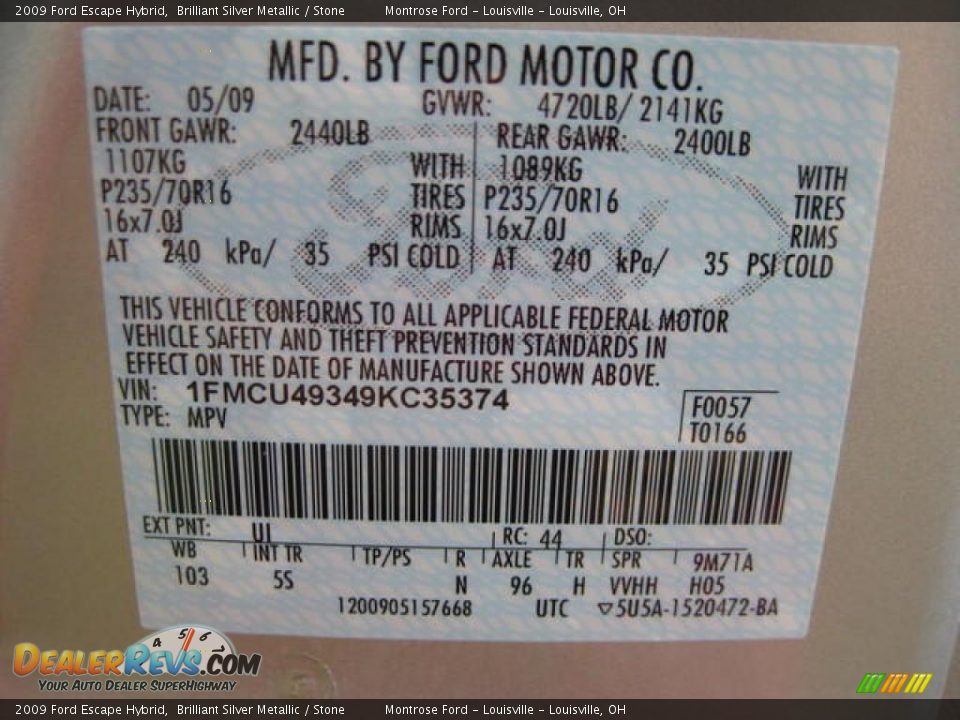 2009 Ford Escape Hybrid, Brilliant Silver Metallic / Stone Montrose Ford - Louisville - Louisville, OH
MFD. BY FORD MOTOR CO.
DATE: 05/09 GVWR: 4720LB/ 2141KG
FRONT GAWR: 2440LB REAR GAWR: 2400LB
1107KG WITH 1089KG WITH
P235/70R16 TIRES P235/70R16 TIRES
16x7.0J RIMS 16x7.0J RIMS
AT 240 kPa/ 35 PSI COLD AT 240 kPa/ 35 PSI COLD
THIS VEHICLE CONFORMS TO ALL APPLICABLE FEDERAL MOTOR
VEHICLE SAFETY AND THEFT PREVENTION STANDARDS IN
EFFECT ON THE DATE OF MANUFACTURE SHOWN ABOVE.
VIN: 1FMCU49349KC35374
TYPE: MPV
F0057
T0166
EXT PNT: UI RC: 44 DSO:
WB INT TR TP/PS R AXLE TR SPR 9M71A
103 5S N 96 H VVHH H05
1200905157668 UTC ▽5U5A-1520472-BA
4 5 6
DEALERREVS.COM
YOUR AUTO DEALER SUPERHIGHWAY
2009 Ford Escape Hybrid, Brilliant Silver Metallic / Stone Montrose Ford - Louisville - Louisville, OH